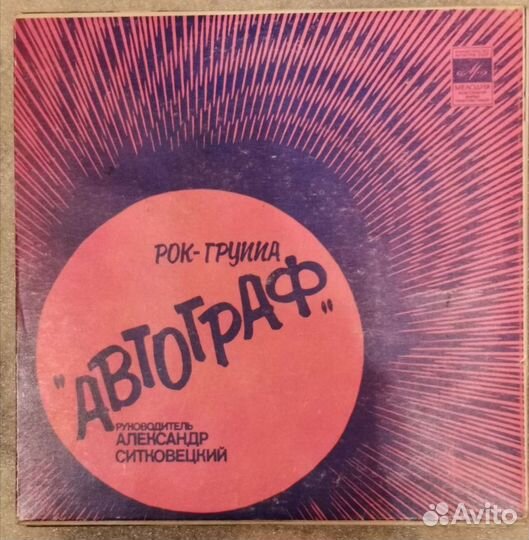 МЕЛОДИЯ
РОК-ГРУППА
"АВТОГРАФ"
РУКОВОДИТЕЛЬ
АЛЕКСАНДР
СИТКОВЕЦКИЙ
Avito